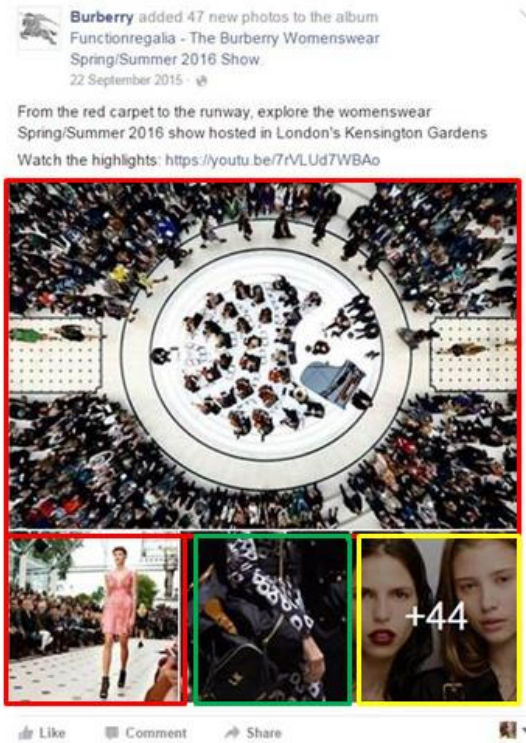 Burberry added 47 new photos to the album
Functionregalia - The Burberry Womenswear
Spring/Summer 2016 Show.
22 September 2015 ·
From the red carpet to the runway, explore the womenswear
Spring/Summer 2016 show hosted in London's Kensington Gardens
Watch the highlights: https://youtu.be/7rVLUd7WBAo
+44
Like Comment Share